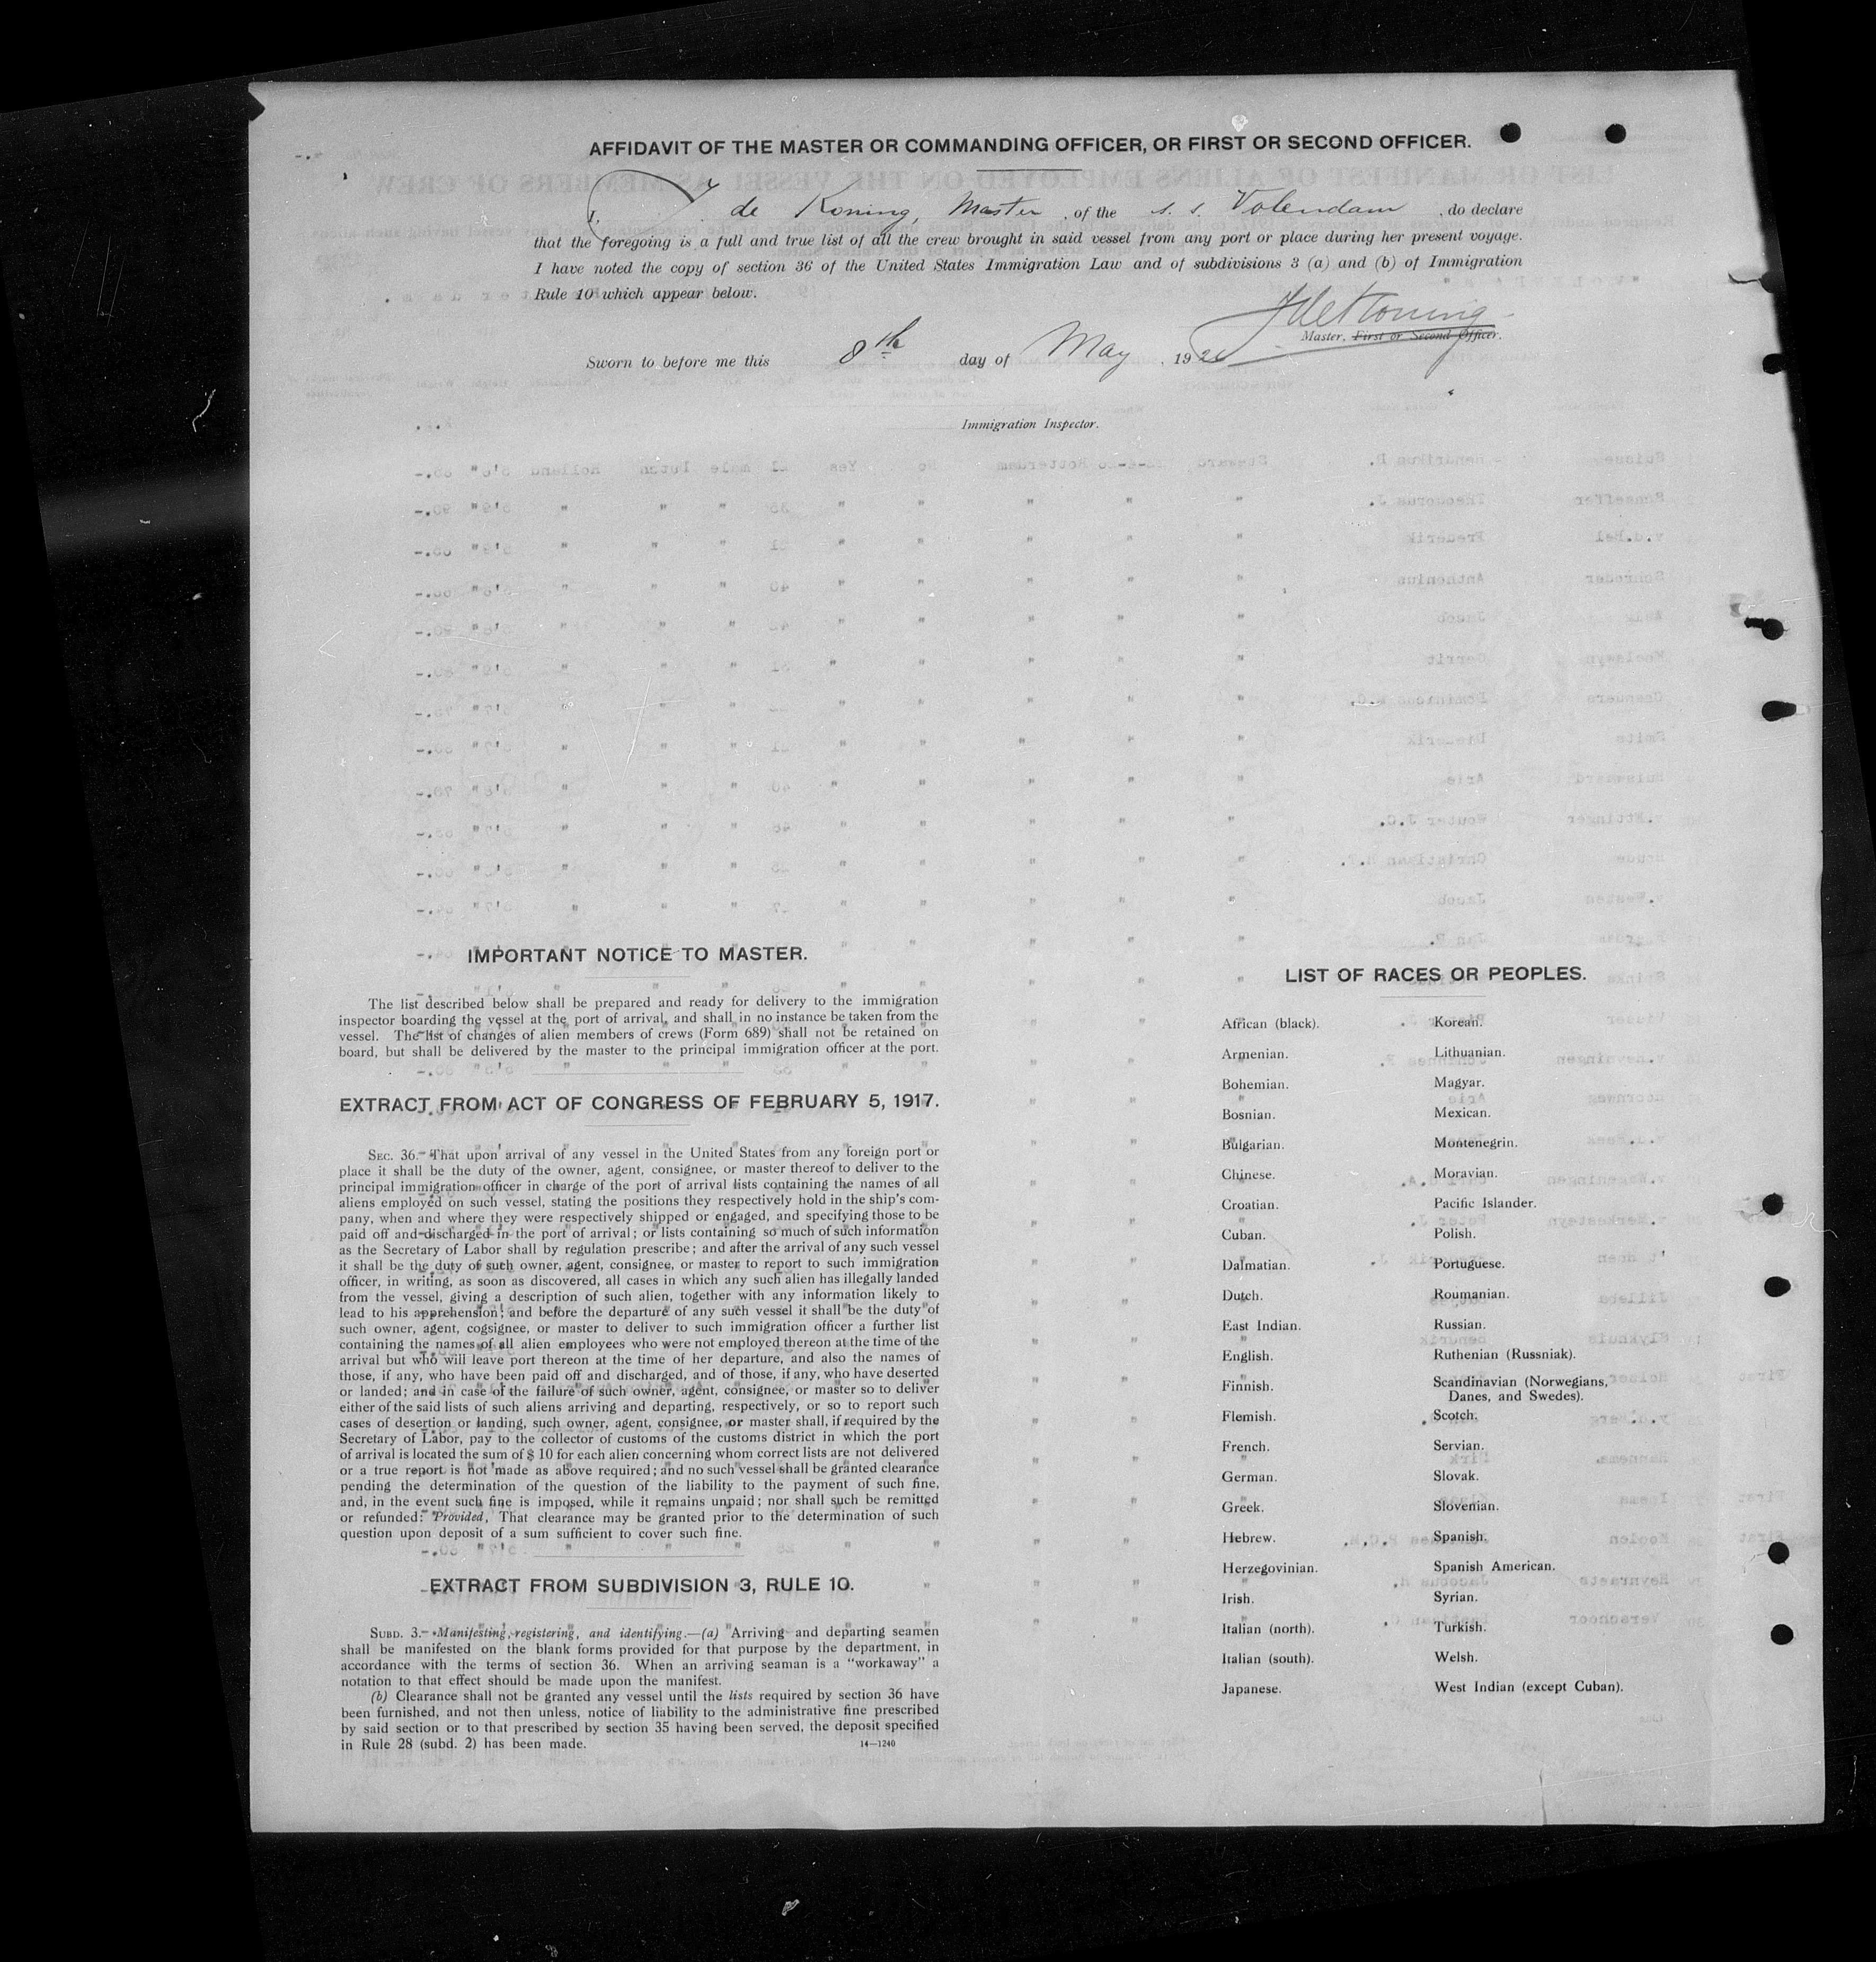 AFFIDAVIT OF THE MASTER OR COMMANDING OFFICER, OR FIRST OR SECOND OFFICER.
I, J. de Koning, Master, of the s. s. Volendam, do declare
that the foregoing is a full and true list of all the crew brought in said vessel from any port or place during her present voyage.
I have noted the copy of section 36 of the United States Immigration Law and of subdivisions 3 (a) and (b) of Immigration
Rule 10 which appear below.
JdeKoning
Master, First or Second Officer.
Sworn to before me this 8th day of May, 19
Immigration Inspector.
IMPORTANT NOTICE TO MASTER.
The list described below shall be prepared and ready for delivery to the immigration
inspector boarding the vessel at the port of arrival, and shall in no instance be taken from the
vessel. The list of changes of alien members of crews (Form 689) shall not be retained on
board, but shall be delivered by the master to the principal immigration officer at the port.
EXTRACT FROM ACT OF CONGRESS OF FEBRUARY 5, 1917.
SEC. 36. That upon arrival of any vessel in the United States from any foreign port or
place it shall be the duty of the owner, agent, consignee, or master thereof to deliver to the
principal immigration officer in charge of the port of arrival lists containing the names of all
aliens employed on such vessel, stating the positions they respectively hold in the ship's com-
pany, when and where they were respectively shipped or engaged, and specifying those to be
paid off and discharged in the port of arrival; or lists containing so much of such information
as the Secretary of Labor shall by regulation prescribe; and after the arrival of any such vessel
it shall be the duty of such owner, agent, consignee, or master to report to such immigration
officer, in writing, as soon as discovered, all cases in which any such alien has illegally landed
from the vessel, giving a description of such alien, together with any information likely to
lead to his apprehension; and before the departure of any such vessel it shall be the duty of
such owner, agent, cogsignee, or master to deliver to such immigration officer a further list
containing the names of all alien employees who were not employed thereon at the time of the
arrival but who will leave port thereon at the time of her departure, and also the names of
those, if any, who have been paid off and discharged, and of those, if any, who have deserted
or landed; and in case of the failure of such owner, agent, consignee, or master so to deliver
either of the said lists of such aliens arriving and departing, respectively, or so to report such
cases of desertion or landing, such owner, agent, consignee, or master shall, if required by the
Secretary of Labor, pay to the collector of customs of the customs district in which the port
of arrival is located the sum of $ 10 for each alien concerning whom correct lists are not delivered
or a true report is not made as above required; and no such vessel shall be granted clearance
pending the determination of the question of the liability to the payment of such fine,
and, in the event such fine is imposed, while it remains unpaid; nor shall such be remitted
or refunded: Provided, That clearance may be granted prior to the determination of such
question upon deposit of a sum sufficient to cover such fine.
EXTRACT FROM SUBDIVISION 3, RULE 10.
SUBD. 3. Manifesting, registering, and identifying.—(a) Arriving and departing seamen
shall be manifested on the blank forms provided for that purpose by the department, in
accordance with the terms of section 36. When an arriving seaman is a "workaway" a
notation to that effect should be made upon the manifest.
(b) Clearance shall not be granted any vessel until the lists required by section 36 have
been furnished, and not then unless, notice of liability to the administrative fine prescribed
by said section or to that prescribed by section 35 having been served, the deposit specified
in Rule 28 (subd. 2) has been made.
14—1240
LIST OF RACES OR PEOPLES.
African (black).
Armenian.
Bohemian.
Bosnian.
Bulgarian.
Chinese.
Croatian.
Cuban.
Dalmatian.
Dutch.
East Indian.
English.
Finnish.
Flemish.
French.
German.
Greek.
Hebrew.
Herzegovinian.
Irish.
Italian (north).
Italian (south).
Japanese.
Korean.
Lithuanian.
Magyar.
Mexican.
Montenegrin.
Moravian.
Pacific Islander.
Polish.
Portuguese.
Roumanian.
Russian.
Ruthenian (Russniak).
Scandinavian (Norwegians,
Danes, and Swedes).
Scotch.
Servian.
Slovak.
Slovenian.
Spanish.
Spanish American.
Syrian.
Turkish.
Welsh.
West Indian (except Cuban).